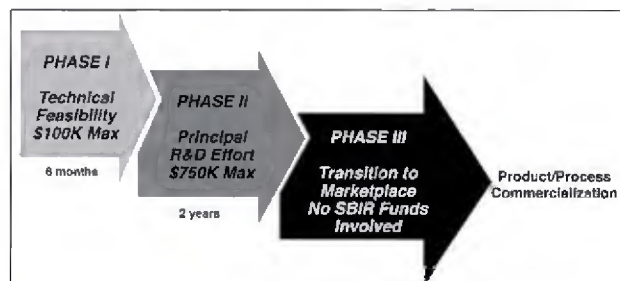 PHASE I
Technical
Feasibility
$100K Max
6 months
PHASE II
Principal
R&D Effort
$750K Max
2 years
PHASE III
Transition to
Marketplace
No SBIR Funds
Involved
Product/Process
Commercialization